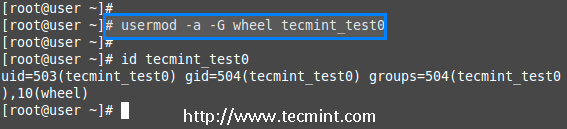 [root@user ~]#
[root@user ~]# usermod -a -G wheel tecmint_test0
[root@user ~]#
[root@user ~]# id tecmint_test0
uid=503(tecmint_test0) gid=504(tecmint_test0) groups=504(tecmint_test0
),10(wheel)
[root@user ~]#
http://www.tecmint.com